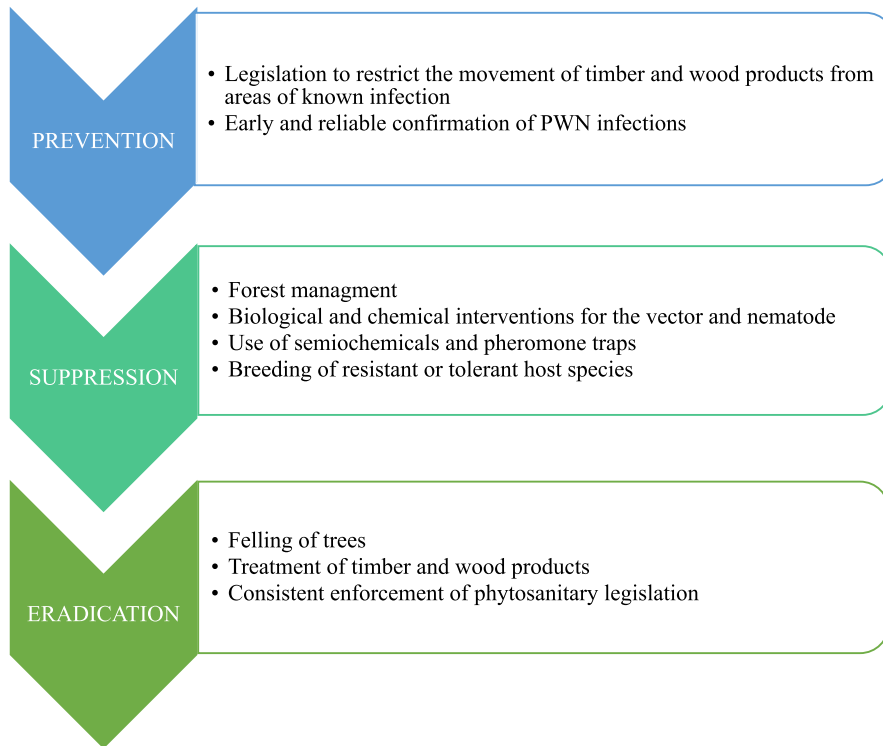 PREVENTION
• Legislation to restrict the movement of timber and wood products from
areas of known infection
• Early and reliable confirmation of PWN infections
SUPPRESSION
• Forest managment
• Biological and chemical interventions for the vector and nematode
• Use of semiochemicals and pheromone traps
• Breeding of resistant or tolerant host species
ERADICATION
• Felling of trees
• Treatment of timber and wood products
• Consistent enforcement of phytosanitary legislation